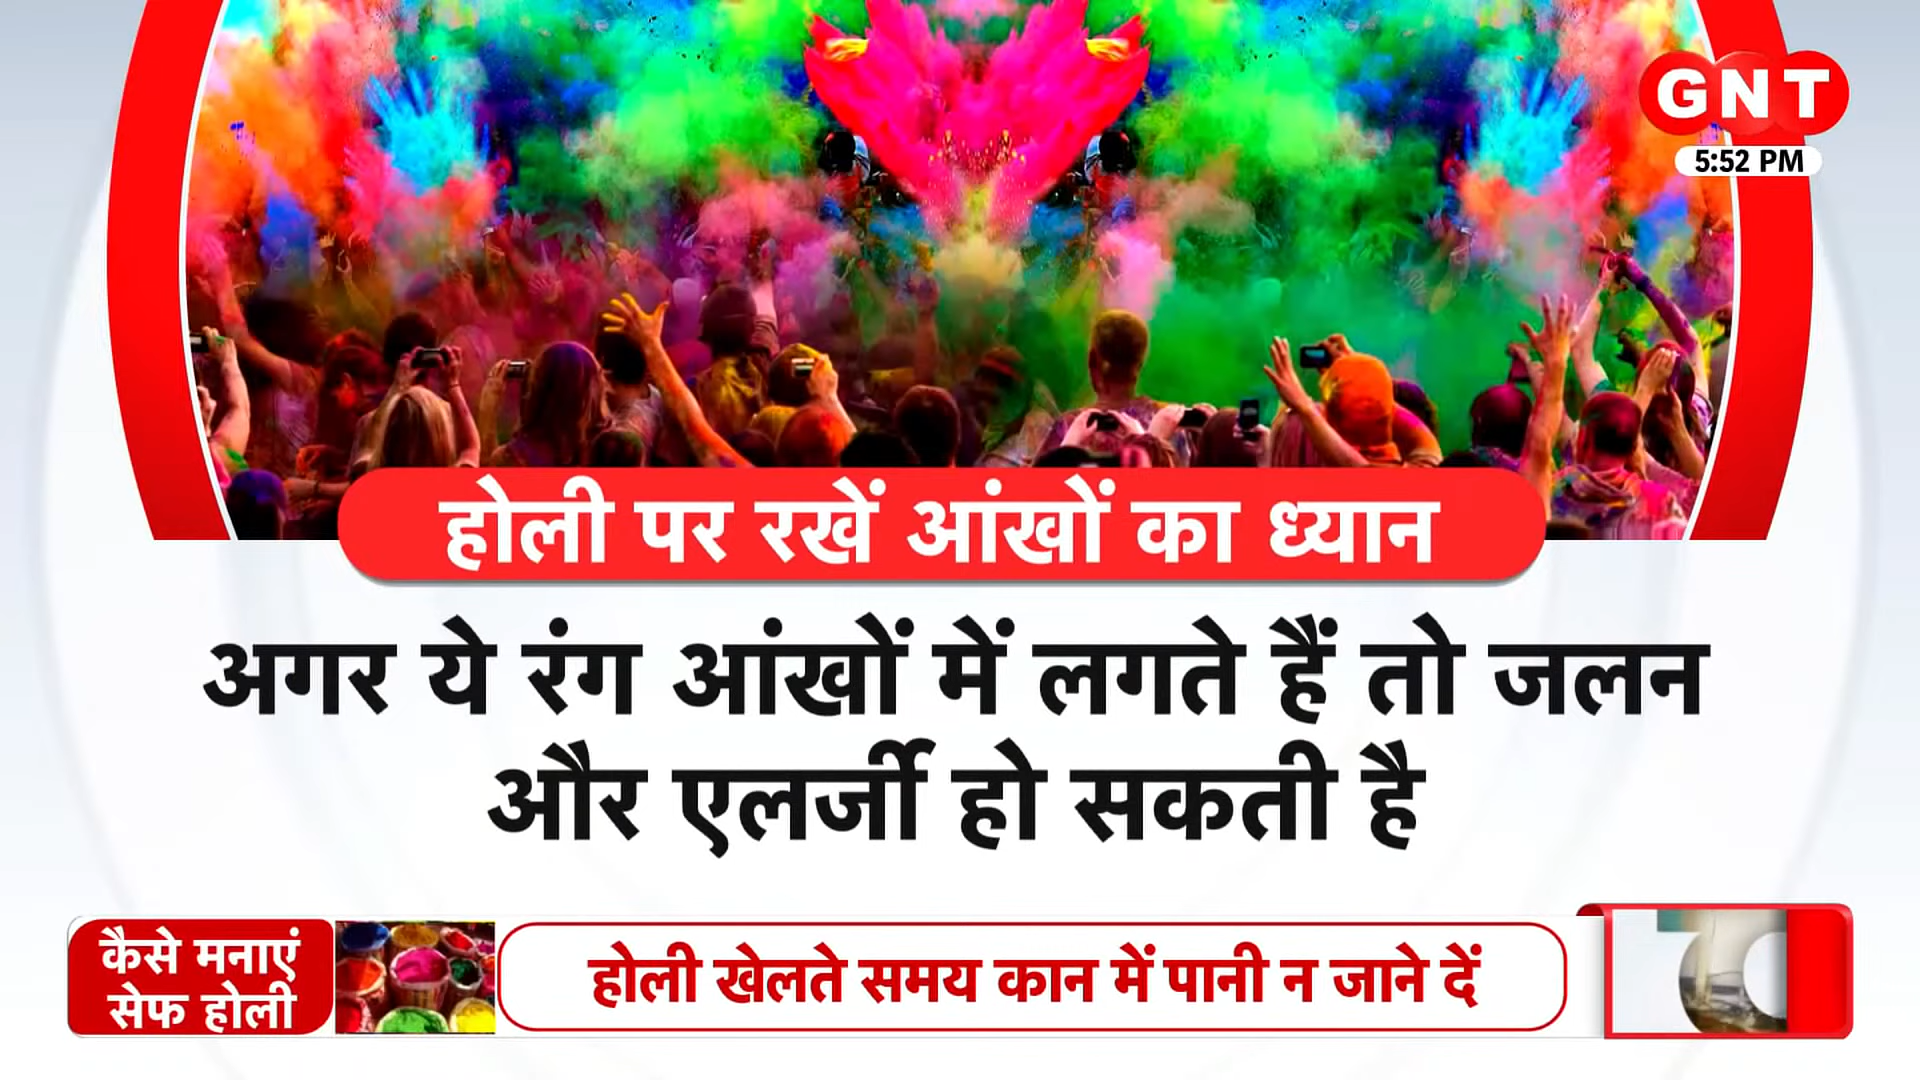 GNT
5:52 PM
होली पर रखें आंखों का ध्यान
अगर ये रंग आंखों में लगते हैं तो जलन
और एलर्जी हो सकती है
कैसे मनाएं
सेफ होली
होली खेलते समय कान में पानी न जाने दें